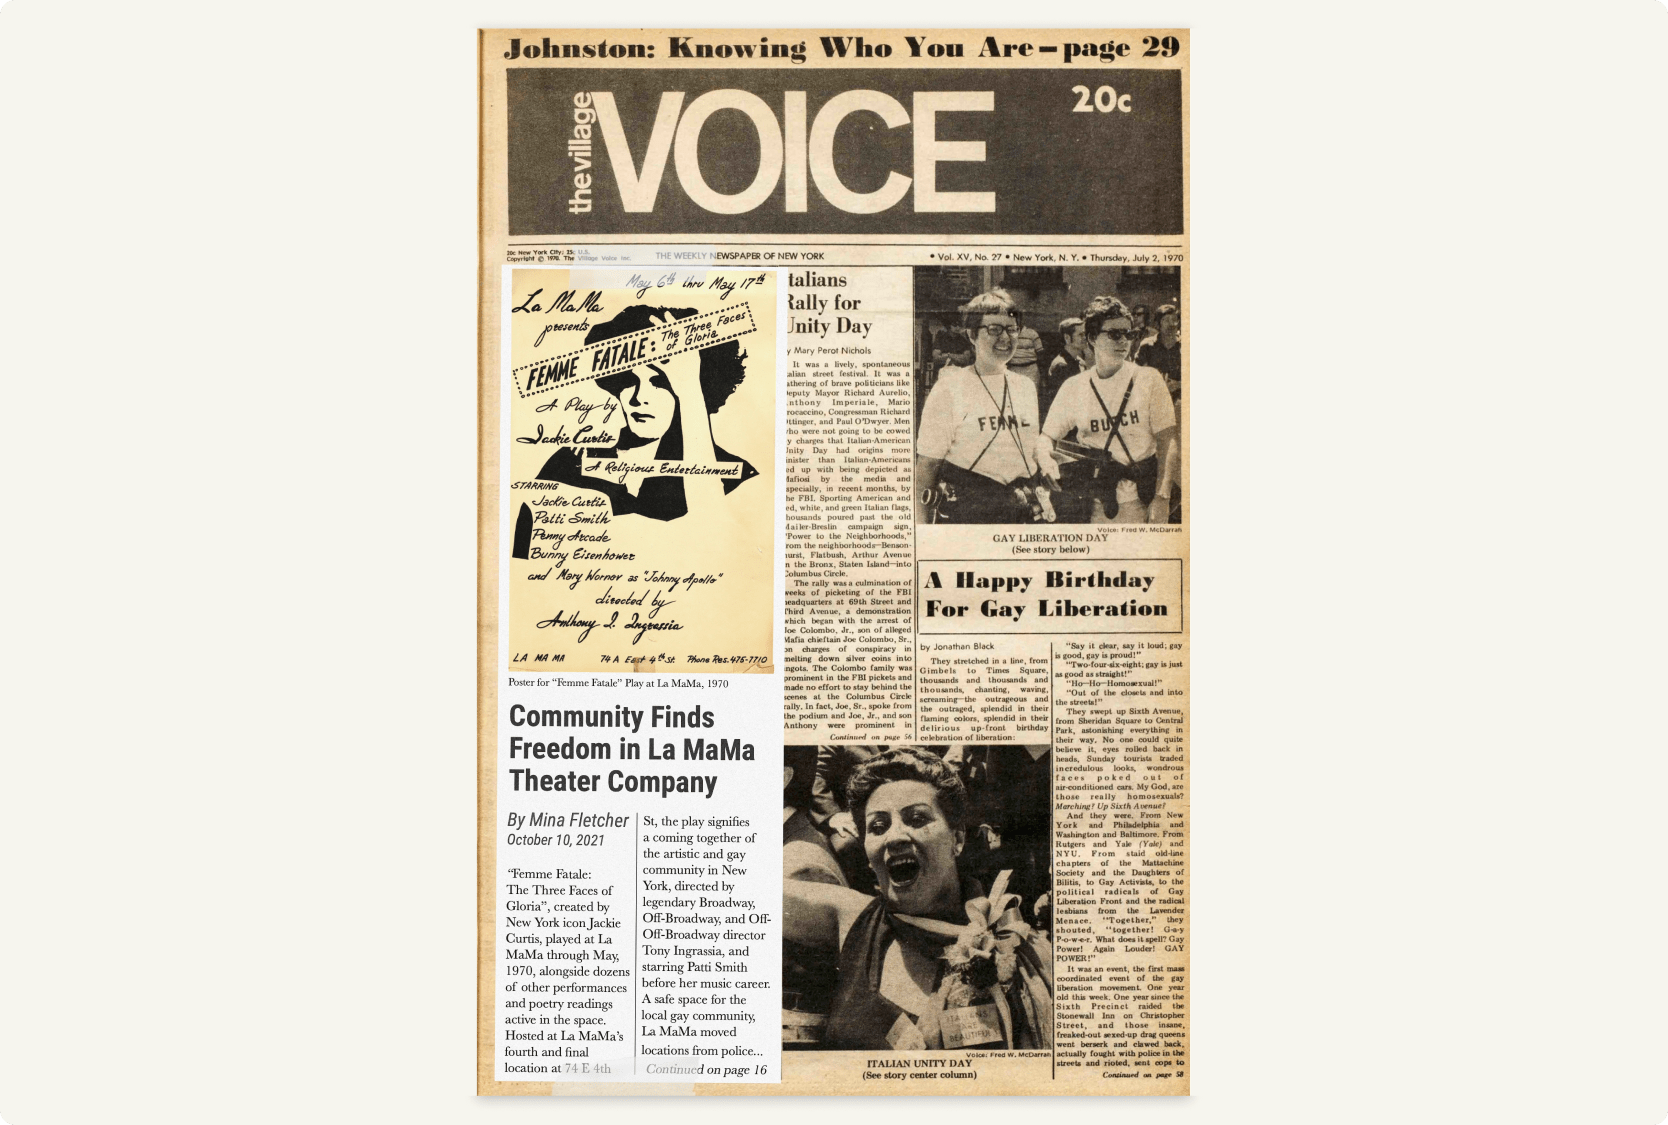 Johnston: Knowing Who You Are – page 29
the village VOICE
20c
20c New York City; 25c U.S.
Copyright © 1970. The Village Voice Inc.
THE WEEKLY NEWSPAPER OF NEW YORK
• Vol. XV, No. 27 • New York, N. Y. • Thursday, July 2, 1970
May 6th thru May 17th
La MaMa
presents
FEMME FATALE: The Three Faces
of Gloria
A Play by
Jackie Curtis
A Religious Entertainment
STARRING
Jackie Curtis
Patti Smith
Penny Arcade
Bunny Eisenhower
and Mary Woronov as "Johnny Apollo"
directed by
Anthony J. Ingrassia
LA MA MA 74 A East 4th St. Phone Res. 475-7710
Poster for “Femme Fatale” Play at LaMaMa, 1970
Community Finds
Freedom in La MaMa
Theater Company
By Mina Fletcher
October 10, 2021
“Femme Fatale:
The Three Faces of
Gloria”, created by
New York icon Jackie
Curtis, played at La
MaMa through May,
1970, alongside dozens
of other performances
and poetry readings
active in the space.
Hosted at La MaMa’s
fourth and final
location at 74 E 4th
St, the play signifies
a coming together of
the artistic and gay
community in New
York, directed by
legendary Broadway,
Off-Broadway, and Off-
Off-Broadway director
Tony Ingrassia, and
starring Patti Smith
before her music career.
A safe space for the
local gay community,
La MaMa moved
locations from police...
Continued on page 16
talians
Rally for
Unity Day
y Mary Perot Nichols
It was a lively, spontaneous
talian street festival. It was a
athering of brave politicians like
eputy Mayor Richard Aurelio,
nthony Imperiale, Mario
rocaccino, Congressman Richard
ttinger, and Paul O'Dwyer. Men
ho were not going to be cowed
y charges that Italian-American
Unity Day had origins more
inister than Italian-Americans
ed up with being depicted as
Mafiosi by the media and
specially, in recent months, by
he FBI. Sporting American and
ed, white, and green Italian flags,
housands poured past the old
Mailer-Breslin campaign sign,
"Power to the Neighborhoods,"
rom the neighborhoods—Benson-
hurst, Flatbush, Arthur Avenue
n the Bronx, Staten Island—into
Columbus Circle.
The rally was a culmination of
weeks of picketing of the FBI
headquarters at 69th Street and
Third Avenue, a demonstration
which began with the arrest of
Joe Colombo, Jr., son of alleged
Mafia chieftain Joe Colombo, Sr.,
on charges of conspiracy in
melting down silver coins into
ingots. The Colombo family was
prominent in the FBI pickets and
made no effort to stay behind the
scenes at the Columbus Circle
rally. In fact, Joe, Sr., spoke from
the podium and Joe, Jr., and son
Anthony were prominent in
Continued on page 56
FEMME
BUTCH
Voice: Fred W. McDarrah
GAY LIBERATION DAY
(See story below)
A Happy Birthday
For Gay Liberation
by Jonathan Black
They stretched in a line, from
Gimbels to Times Square,
thousands and thousands and
thousands, chanting, waving,
screaming—the outrageous and
the outraged, splendid in their
flaming colors, splendid in their
delirious up-front birthday
celebration of liberation:
"Say it clear, say it loud; gay
is good, gay is proud!"
"Two-four-six-eight; gay is just
as good as straight!"
"Ho—Ho—Homosexual!"
"Out of the closets and into
the streets!"
They swept up Sixth Avenue,
from Sheridan Square to Central
Park, astonishing everything in
their way. No one could quite
believe it, eyes rolled back in
heads, Sunday tourists traded
incredulous looks, wondrous
faces poked out of
air-conditioned cars. My God, are
those really homosexuals?
Marching? Up Sixth Avenue?
And they were. From New
York and Philadelphia and
Washington and Baltimore. From
Rutgers and Yale (Yale) and
NYU. From staid old-line
chapters of the Mattachine
Society and the Daughters of
Bilitis, to Gay Activists, to the
political radicals of Gay
Liberation Front and the radical
lesbians from the Lavender
Menace. "Together," they
shouted, "together! G-a-y
P-o-w-e-r. What does it spell? Gay
Power! Again Louder! GAY
POWER!"
It was an event, the first mass
coordinated event of the gay
liberation movement. One year
old this week. One year since the
Sixth Precinct raided the
Stonewall Inn on Christopher
Street, and those insane,
freaked-out sexed-up drag queens
went berserk and clawed back,
actually fought with police in the
streets and rioted, sent cops to
Continued on page 58
ITALIANS
BEAUTIFUL
Voice: Fred W. McDarrah
ITALIAN UNITY DAY
(See story center column)